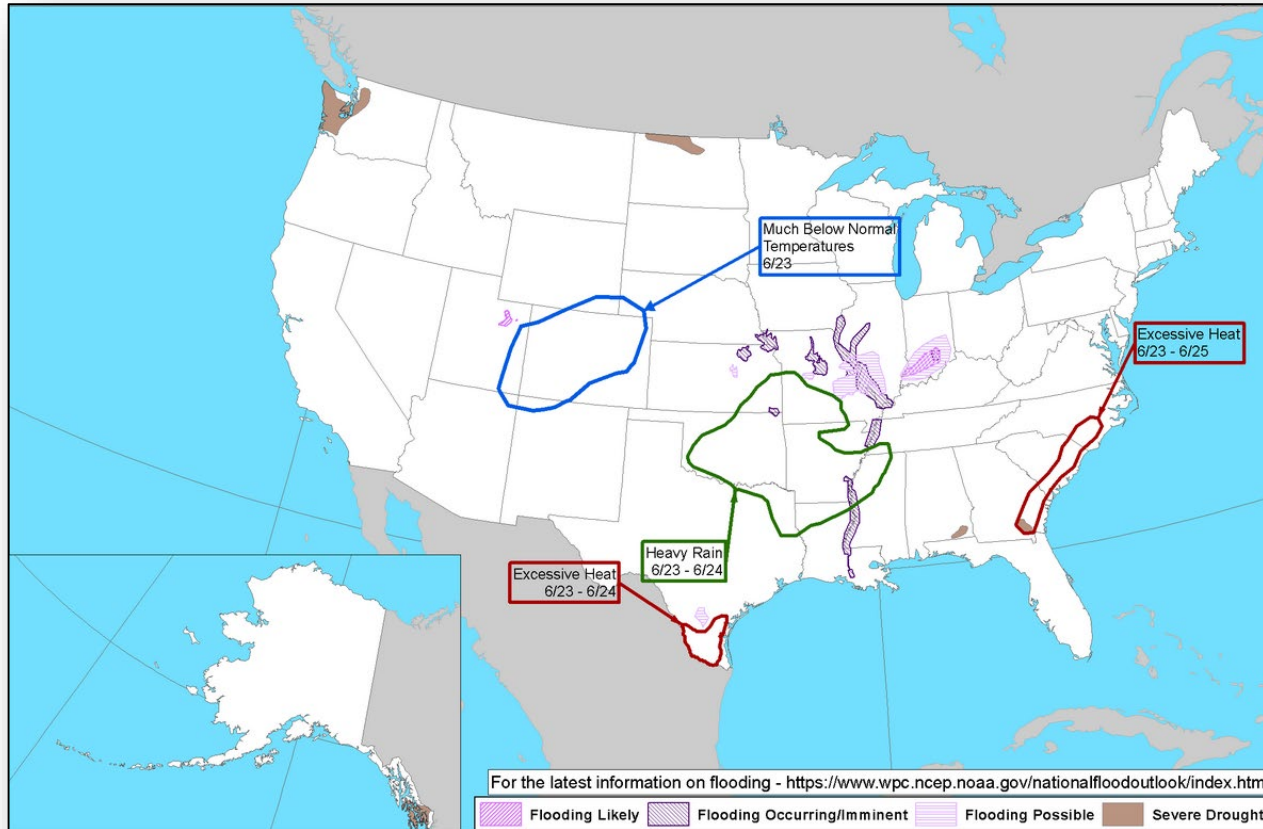 Much Below Normal
Temperatures
6/23
Excessive Heat
6/23 - 6/25
Heavy Rain
6/23 - 6/24
Excessive Heat
6/23 - 6/24
For the latest information on flooding - https://www.wpc.ncep.noaa.gov/nationalfloodoutlook/index.htm
Flooding Likely Flooding Occurring/Imminent Flooding Possible Severe Drought